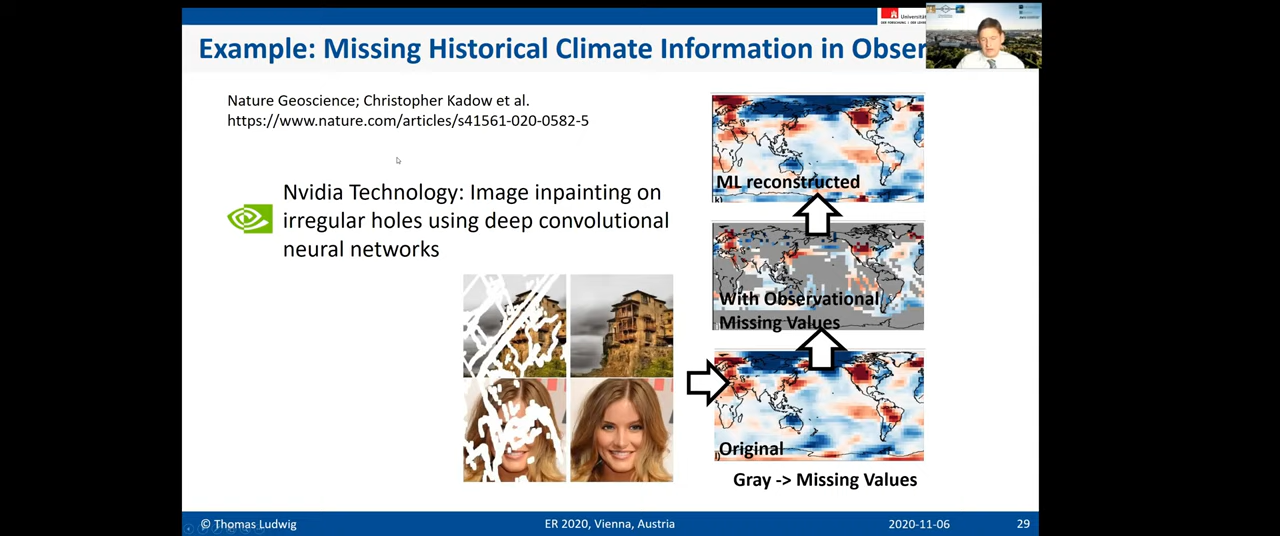 Universität
Example: Missing Historical Climate Information in Obser
Nature Geoscience; Christopher Kadow et al.
https://www.nature.com/articles/s41561-020-0582-5
Nvidia Technology: Image inpainting on
irregular holes using deep convolutional
neural networks
ML reconstructed
With Observational
Missing Values
Original
Gray -> Missing Values
© Thomas Ludwig
ER 2020, Vienna, Austria
2020-11-06
29